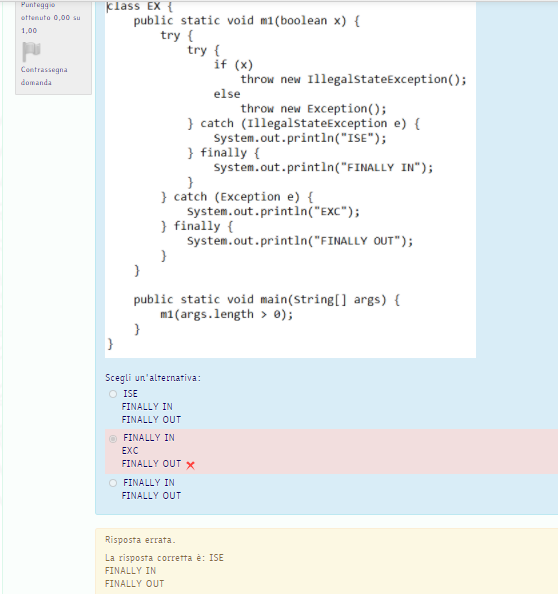 Punteggio
ottenuto 0,00 su
1,00
Contrassegna
domanda
class EX {
public static void m1(boolean x) {
try {
try {
if (x)
throw new IllegalStateException();
else
throw new Exception();
} catch (IllegalStateException e) {
System.out.println("ISE");
} finally {
System.out.println("FINALLY IN");
}
} catch (Exception e) {
System.out.println("EXC");
} finally {
System.out.println("FINALLY OUT");
}
}
public static void main(String[] args) {
m1(args.length > 0);
}
}
Scegli un'alternativa:
ISE
FINALLY IN
FINALLY OUT
FINALLY IN
EXC
FINALLY OUT
FINALLY IN
FINALLY OUT
Risposta errata.
La risposta corretta è: ISE
FINALLY IN
FINALLY OUT